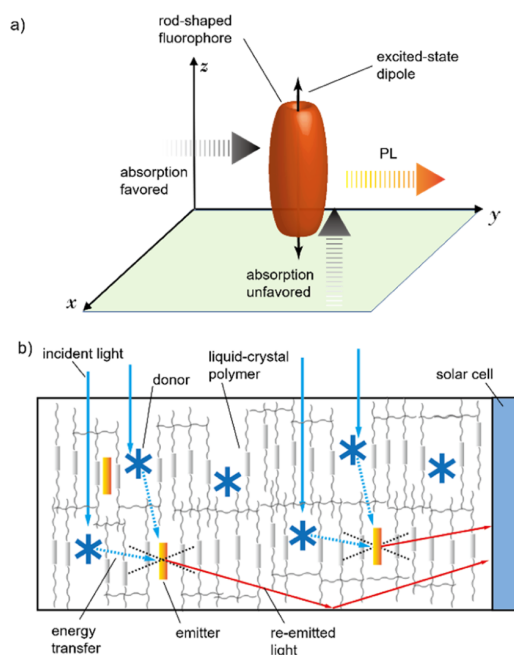 a)
rod-shaped
fluorophore
excited-state
dipole
z
absorption
favored
PL
y
x
absorption
unfavored
b)
incident light
donor
liquid-crystal
polymer
solar cell
energy
transfer
emitter
re-emitted
light